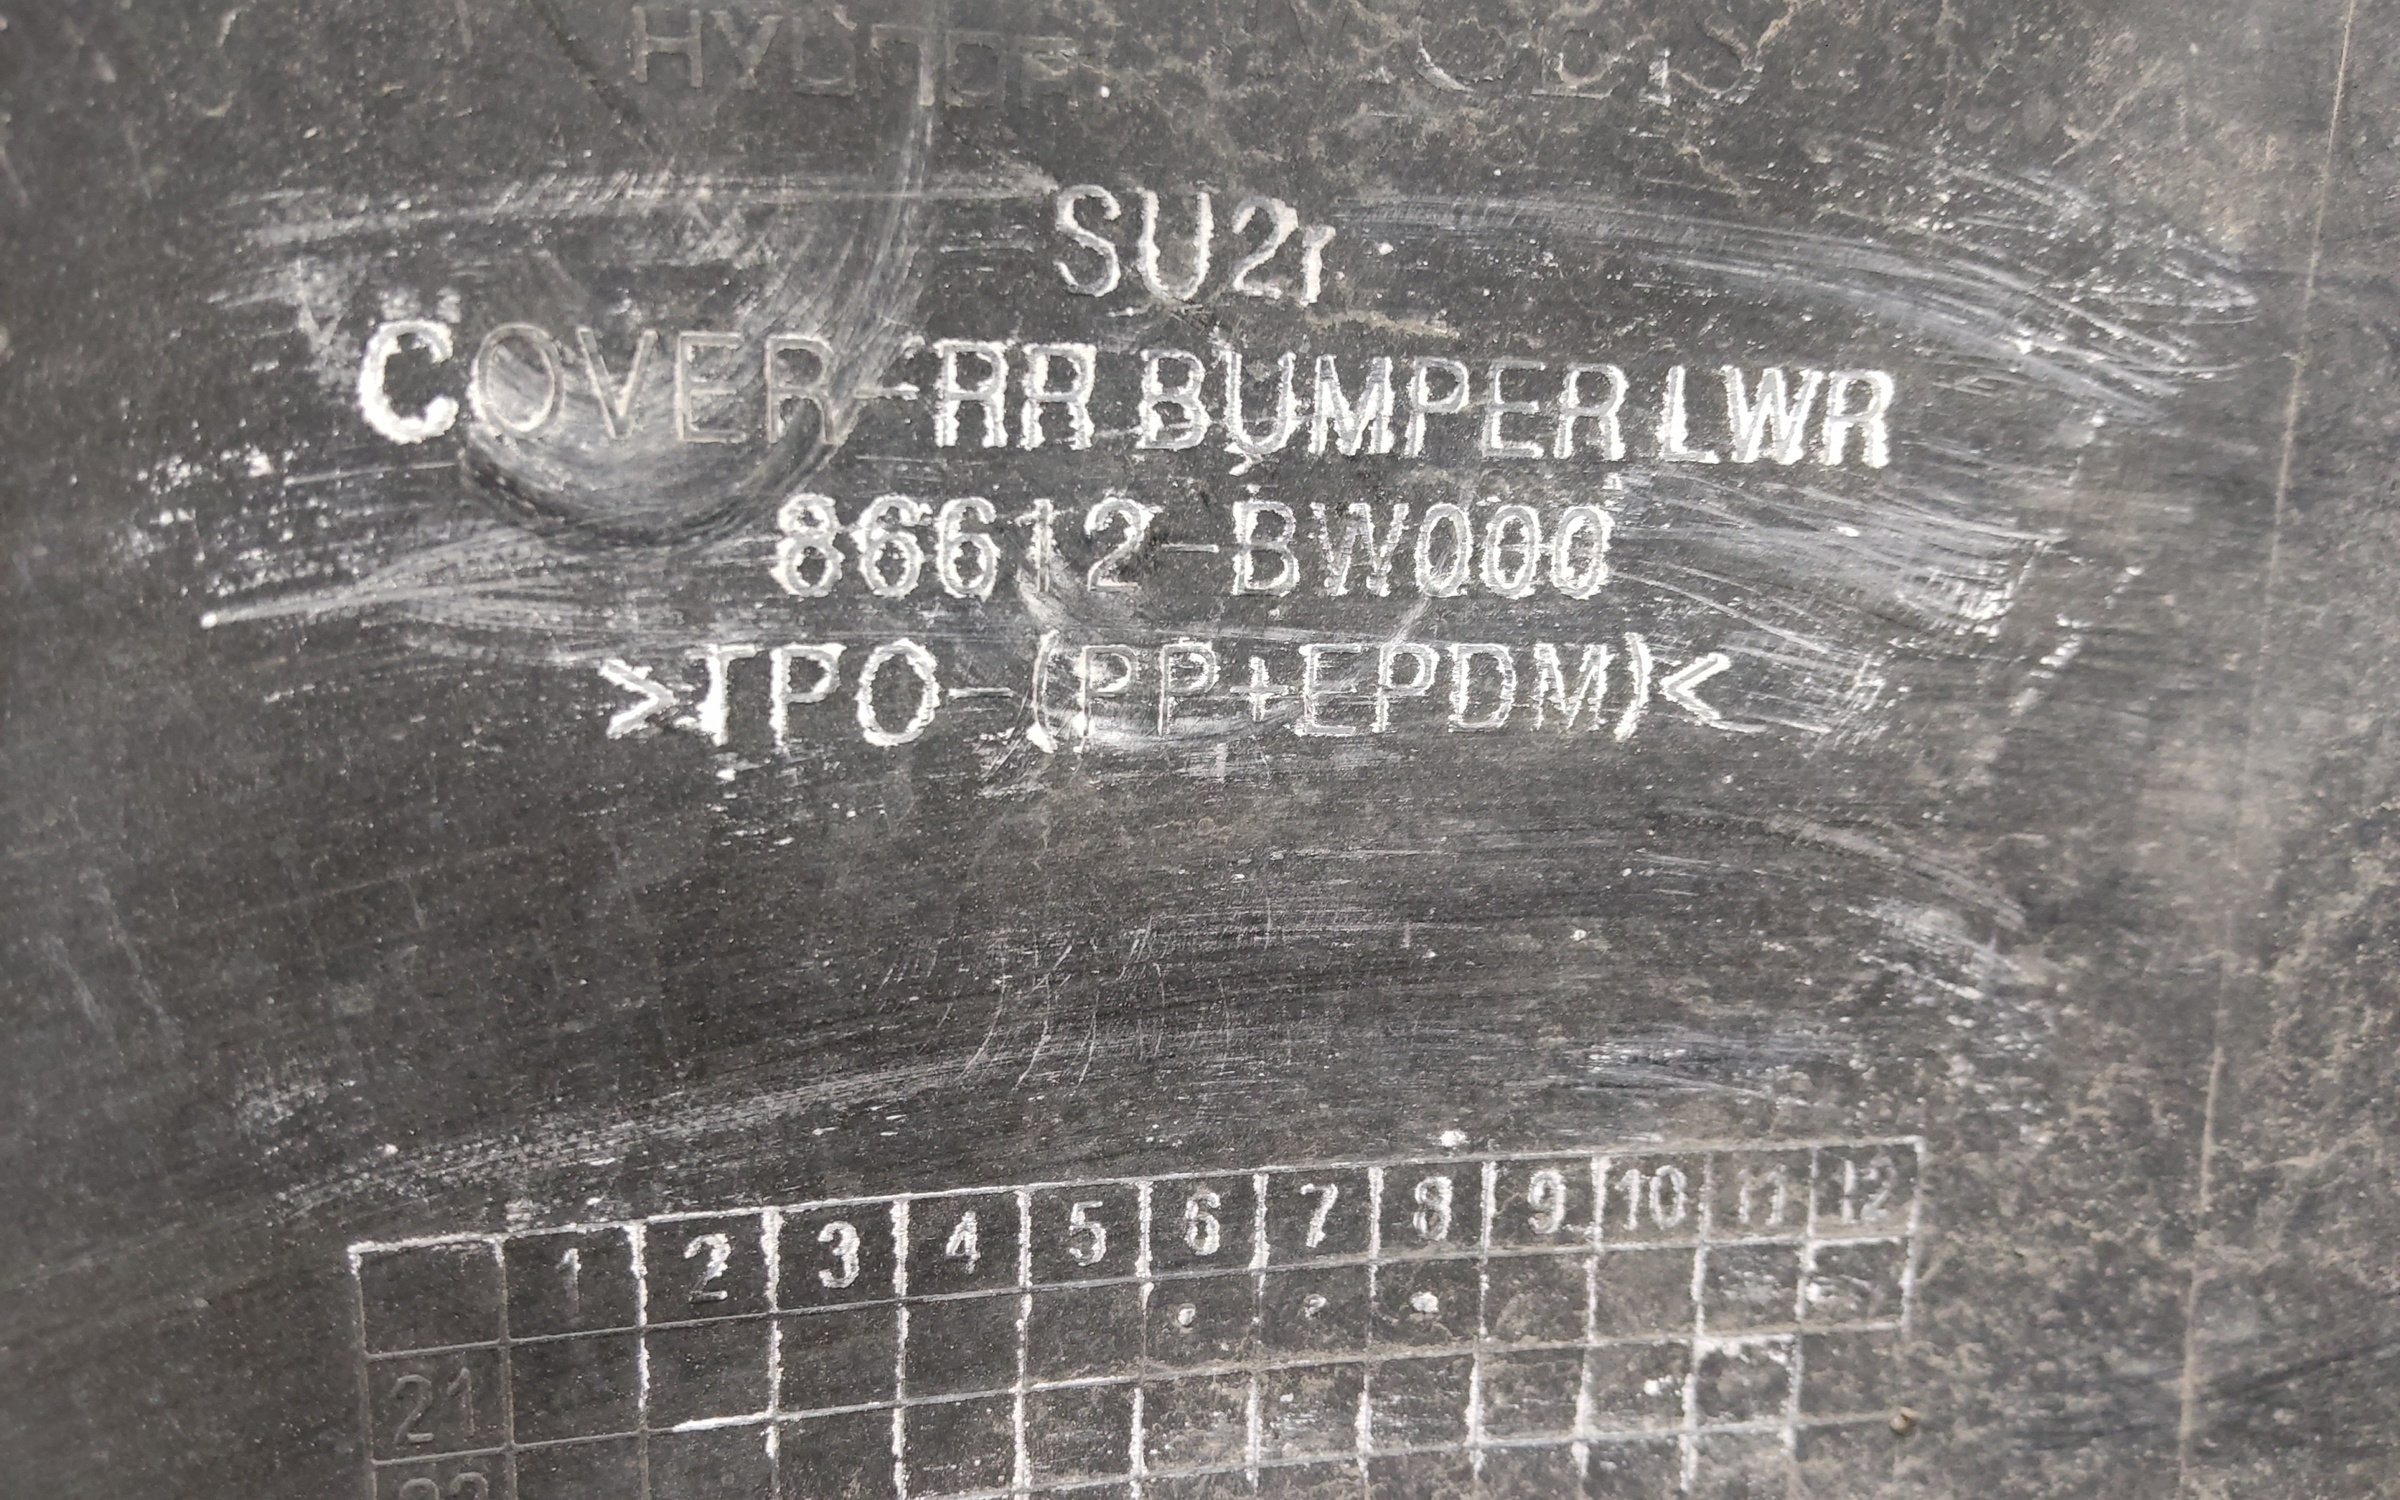 SU2r
COVER-RR BUMPER LWR
86612-BW000
>TPO-(PP+EPDM)<
1 2 3 4 5 6 7 8 9 10 11 12
21